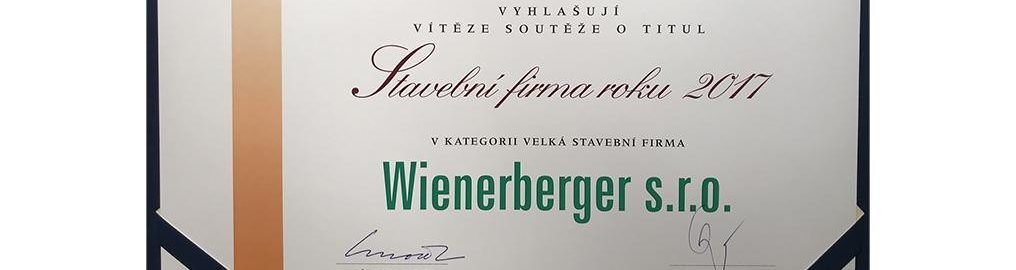 VYHLAŠUJÍ
VÍTĚZE SOUTĚŽE O TITUL
Stavební firma roku 2017
V KATEGORII VELKÁ STAVEBNÍ FIRMA
Wienerberger s.r.o.